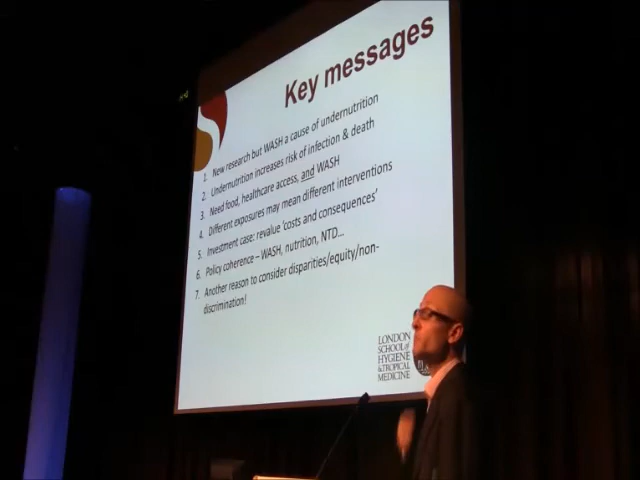 Key messages
1. New research but WASH a cause of undernutrition
2. Undernutrition increases risk of infection & death
3. Need food, healthcare access, and WASH
4. Different exposures may mean different interventions
5. Investment case: revalue 'costs and consequences'
6. Policy coherence – WASH, nutrition, NTD...
7. Another reason to consider disparities/equity/non-
discrimination!
LONDON
SCHOOL of
HYGIENE
& TROPICAL
MEDICINE